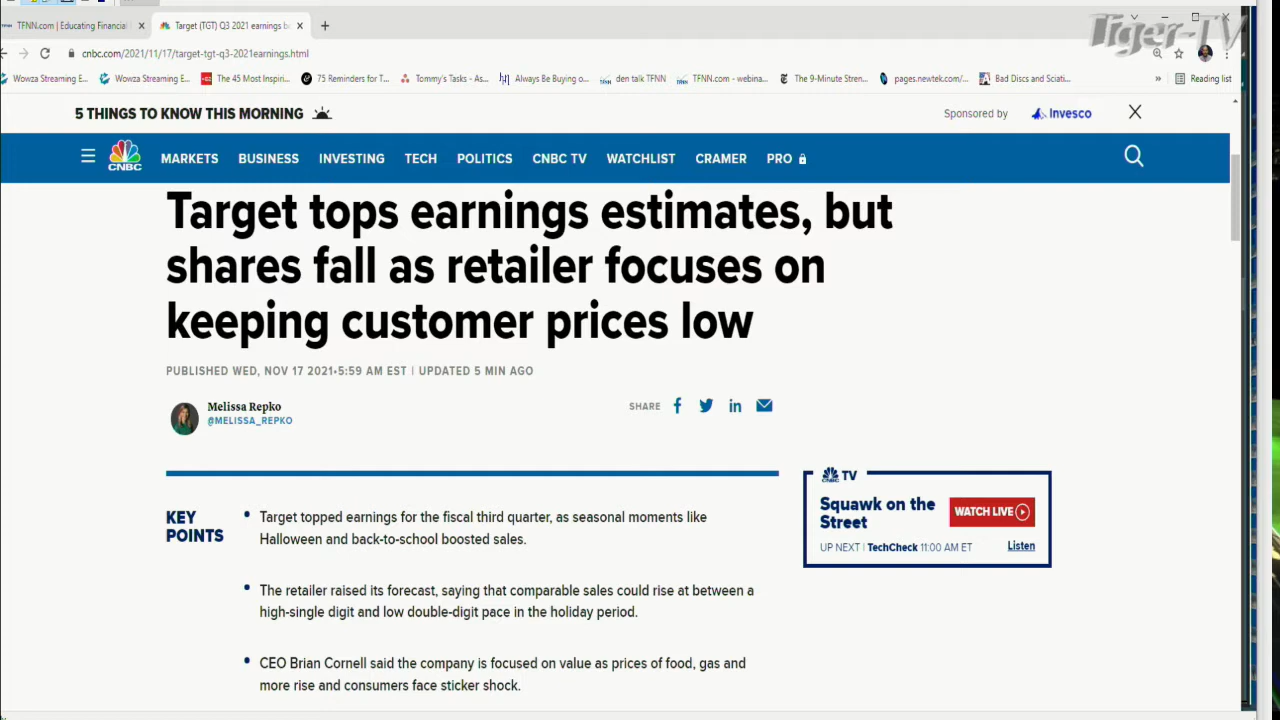 TFNN.com | Educating Financial
Target (TGT) Q3 2021 earnings be
Tiger-TV
cnbc.com/2021/11/17/target-tgt-q3-2021earnings.html
Wowza Streaming E...
Wowza Streaming E...
The 45 Most Inspiri...
75 Reminders for T...
Tommy's Tasks - As...
Always Be Buying o...
den talk TFNN
TFNN.com - webina...
The 9-Minute Stren...
pages.newtek.com/...
Bad Discs and Sciati...
»
Reading list
5 THINGS TO KNOW THIS MORNING
Sponsored by
Invesco
CNBC
MARKETS
BUSINESS
INVESTING
TECH
POLITICS
CNBC TV
WATCHLIST
CRAMER
PRO
Target tops earnings estimates, but
shares fall as retailer focuses on
keeping customer prices low
PUBLISHED WED, NOV 17 2021•5:59 AM EST | UPDATED 5 MIN AGO
Melissa Repko
@MELISSA_REPKO
SHARE
KEY
POINTS
• Target topped earnings for the fiscal third quarter, as seasonal moments like
Halloween and back-to-school boosted sales.
• The retailer raised its forecast, saying that comparable sales could rise at between a
high-single digit and low double-digit pace in the holiday period.
• CEO Brian Cornell said the company is focused on value as prices of food, gas and
more rise and consumers face sticker shock.
CNBC TV
Squawk on the
Street
WATCH LIVE
UP NEXT | TechCheck 11:00 AM ET
Listen